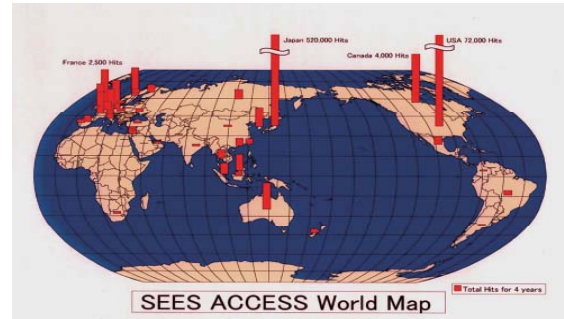 Japan 520,000 Hits
USA 72,000 Hits
Canada 4,000 Hits
France 2,500 Hits
Total Hits for 4 years
SEES ACCESS World Map